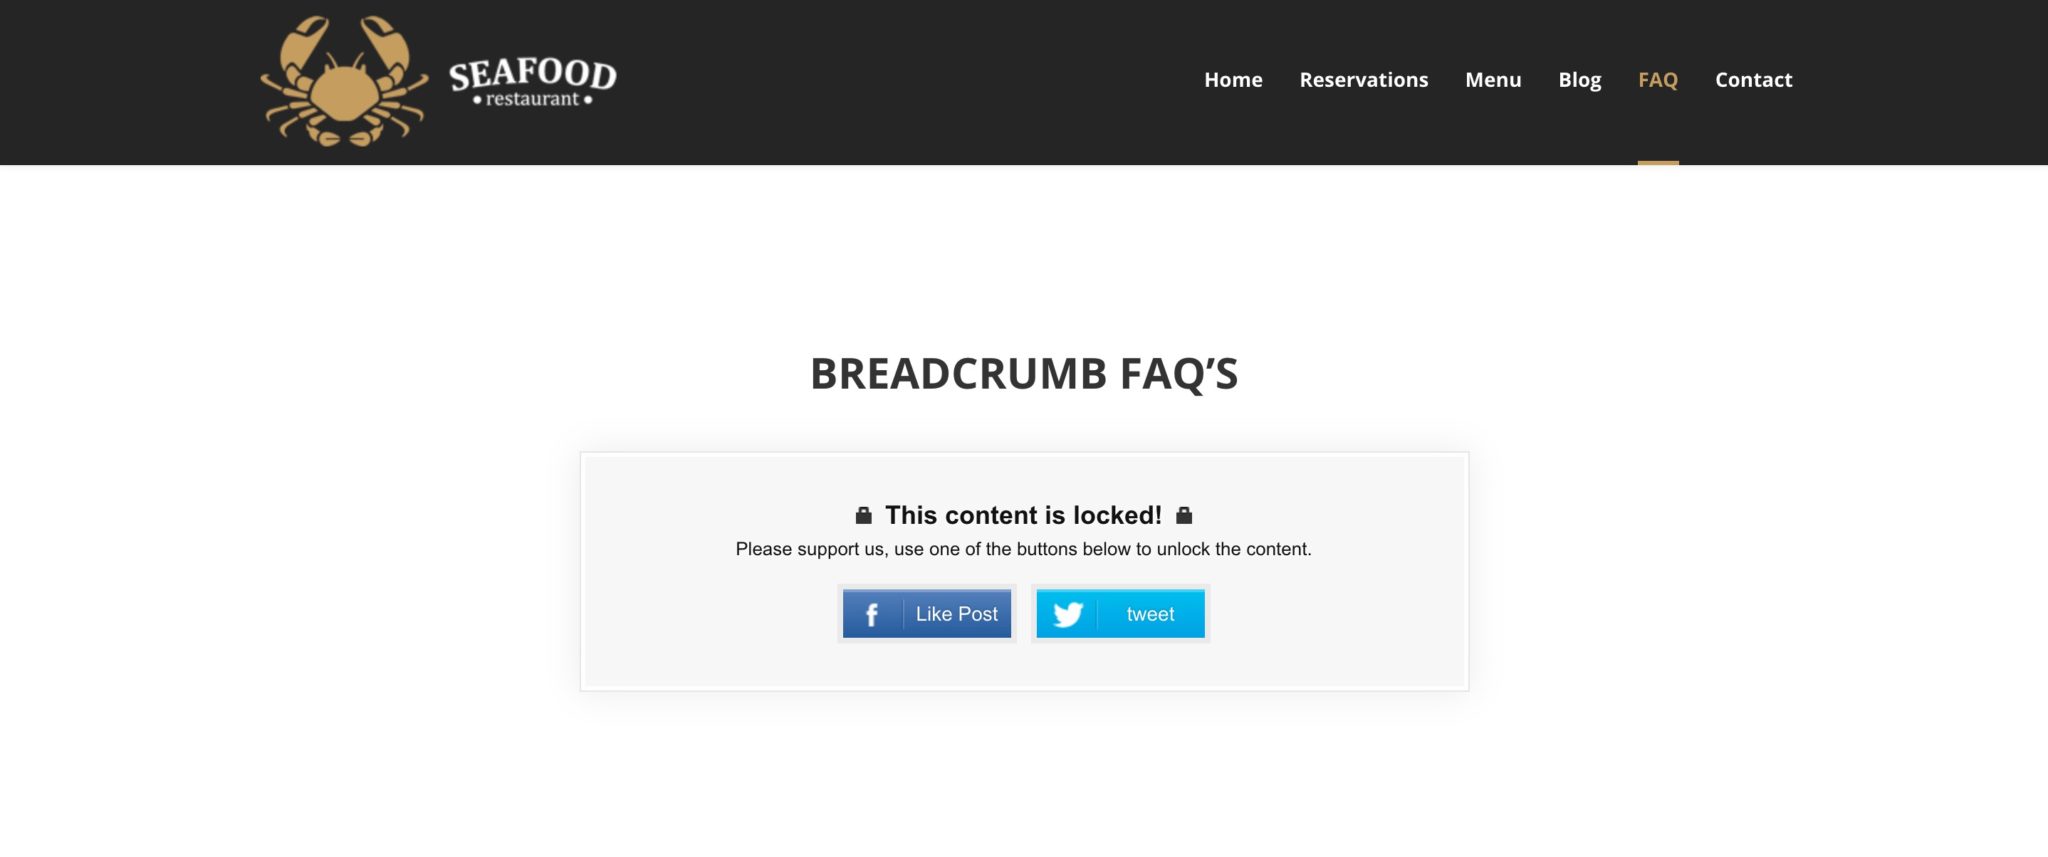 SEAFOOD
• restaurant •
Home Reservations Menu Blog FAQ Contact
BREADCRUMB FAQ’S
This content is locked!
Please support us, use one of the buttons below to unlock the content.
Like Post tweet